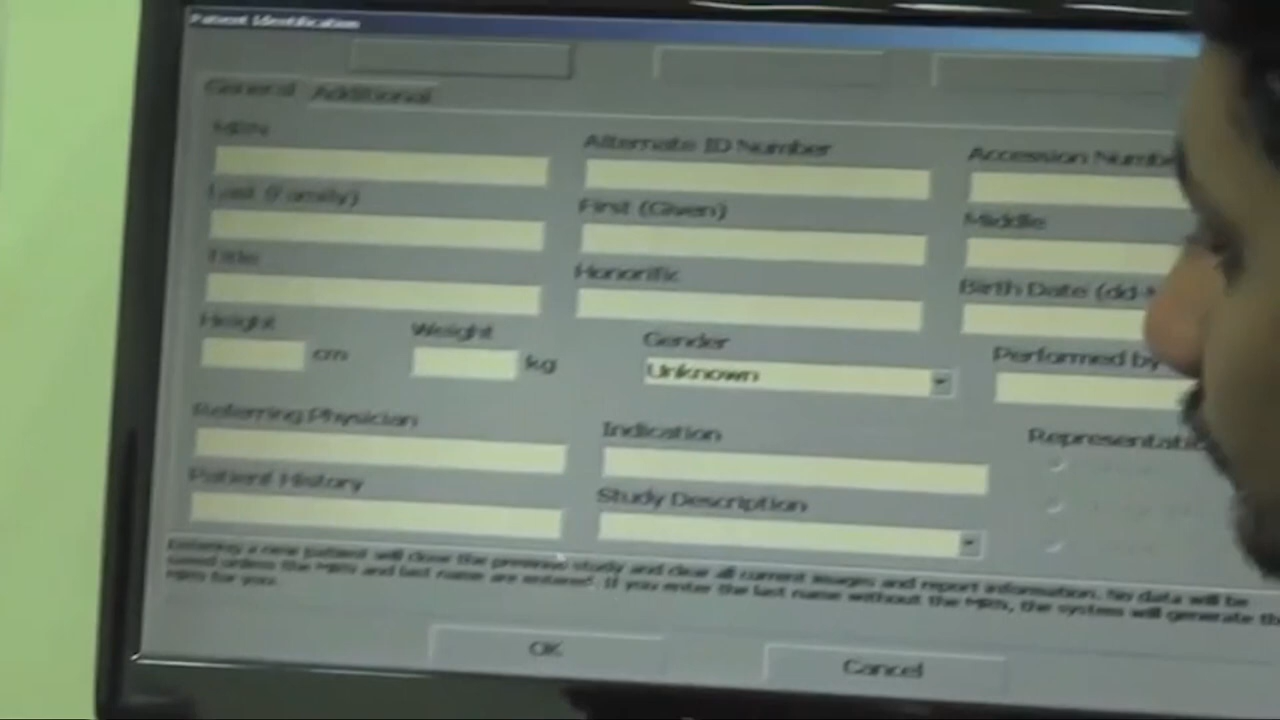 Patient Identification
General Additional
MRN Alternate ID Number Accession Numbe
Last (Family) First (Given) Middle
Title Honorific Birth Date (dd-M
Height cm Weight kg Gender Unknown Performed by
Referring Physician Indication Representatio
Patient History Study Description
Entering a new patient will close the previous study and clear all current images and report information. No data will be
saved unless the MRN and last name are entered. If you enter the last name without the MRN, the system will generate th
MRN for you.
OK Cancel